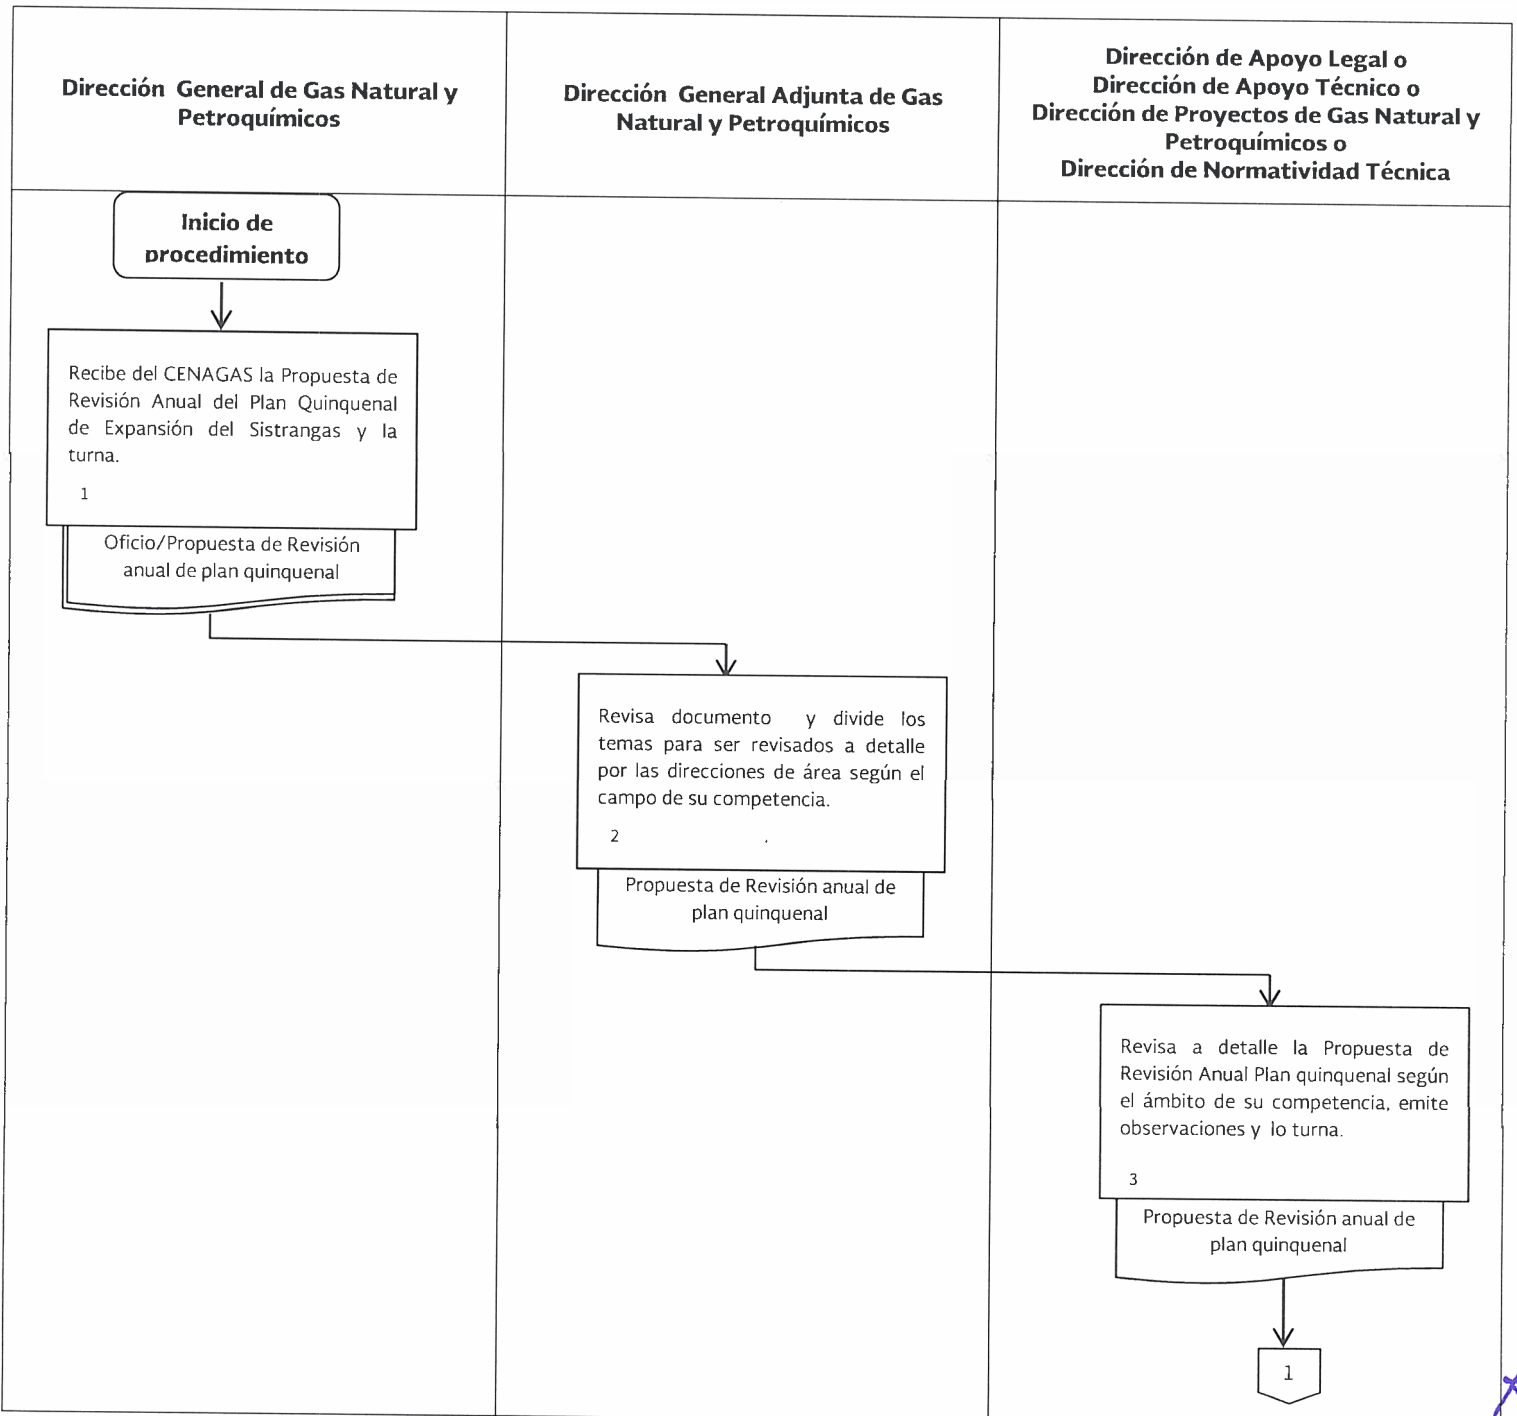 Dirección General de Gas Natural y
Petroquímicos
Dirección General Adjunta de Gas
Natural y Petroquímicos
Dirección de Apoyo Legal o
Dirección de Apoyo Técnico o
Dirección de Proyectos de Gas Natural y
Petroquímicos o
Dirección de Normatividad Técnica
Inicio de
procedimiento
Recibe del CENAGAS la Propuesta de
Revisión Anual del Plan Quinquenal
de Expansión del Sistrangas y la
turna.
1
Oficio/Propuesta de Revisión
anual de plan quinquenal
Revisa documento y divide los
temas para ser revisados a detalle
por las direcciones de área según el
campo de su competencia.
2
Propuesta de Revisión anual de
plan quinquenal
Revisa a detalle la Propuesta de
Revisión Anual Plan quinquenal según
el ámbito de su competencia, emite
observaciones y lo turna.
3
Propuesta de Revisión anual de
plan quinquenal
1